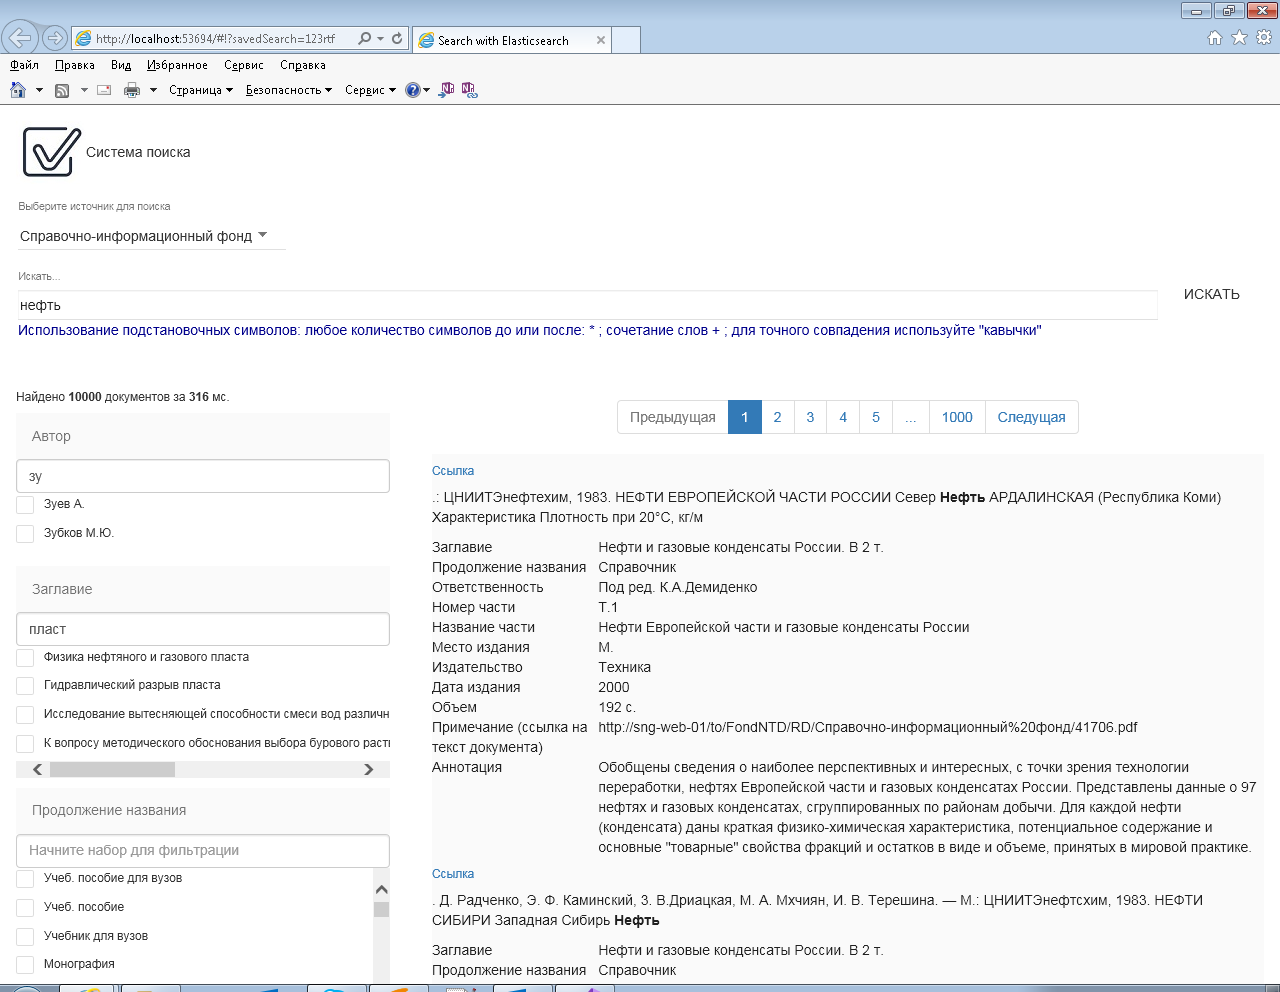 http://localhost:53694/#!?savedSearch=123rtf
Search with Elasticsearch
Файл Правка Вид Избранное Сервис Справка
Страница Безопасность Сервис
Система поиска
Выберите источник для поиска
Справочно-информационный фонд
Искать...
нефть
ИСКАТЬ
Использование подстановочных символов: любое количество символов до или после: * ; сочетание слов + ; для точного совпадения используйте "кавычки"
Найдено 10000 документов за 316 мс.
Автор
зу
Зуев А.
Зубков М.Ю.
Заглавие
пласт
Физика нефтяного и газового пласта
Гидравлический разрыв пласта
Исследование вытесняющей способности смеси вод различн
К вопросу методического обоснования выбора бурового раств
Продолжение названия
Начните набор для фильтрации
Учеб. пособие для вузов
Учеб. пособие
Учебник для вузов
Монография
Предыдущая 1 2 3 4 5 ... 1000 Следущая
Ссылка
.: ЦНИИТЭнефтехим, 1983. НЕФТИ ЕВРОПЕЙСКОЙ ЧАСТИ РОССИИ Север Нефть АРДАЛИНСКАЯ (Республика Коми)
Характеристика Плотность при 20°С, кг/м
Заглавие Нефти и газовые конденсаты России. В 2 т.
Продолжение названия Справочник
Ответственность Под ред. К.А.Демиденко
Номер части Т.1
Название части Нефти Европейской части и газовые конденсаты России
Место издания М.
Издательство Техника
Дата издания 2000
Объем 192 с.
Примечание (ссылка на http://sng-web-01/to/FondNTD/RD/Справочно-информационный%20фонд/41706.pdf
текст документа)
Аннотация Обобщены сведения о наиболее перспективных и интересных, с точки зрения технологии
переработки, нефтях Европейской части и газовых конденсатах России. Представлены данные о 97
нефтях и газовых конденсатах, сгруппированных по районам добычи. Для каждой нефти
(конденсата) даны краткая физико-химическая характеристика, потенциальное содержание и
основные "товарные" свойства фракций и остатков в виде и объеме, принятых в мировой практике.
Ссылка
. Д. Радченко, Э. Ф. Каминский, 3. В.Дриацкая, М. А. Мхчиян, И. В. Терешина. — М.: ЦНИИТЭнефтсхим, 1983. НЕФТИ
СИБИРИ Западная Сибирь Нефть
Заглавие Нефти и газовые конденсаты России. В 2 т.
Продолжение названия Справочник